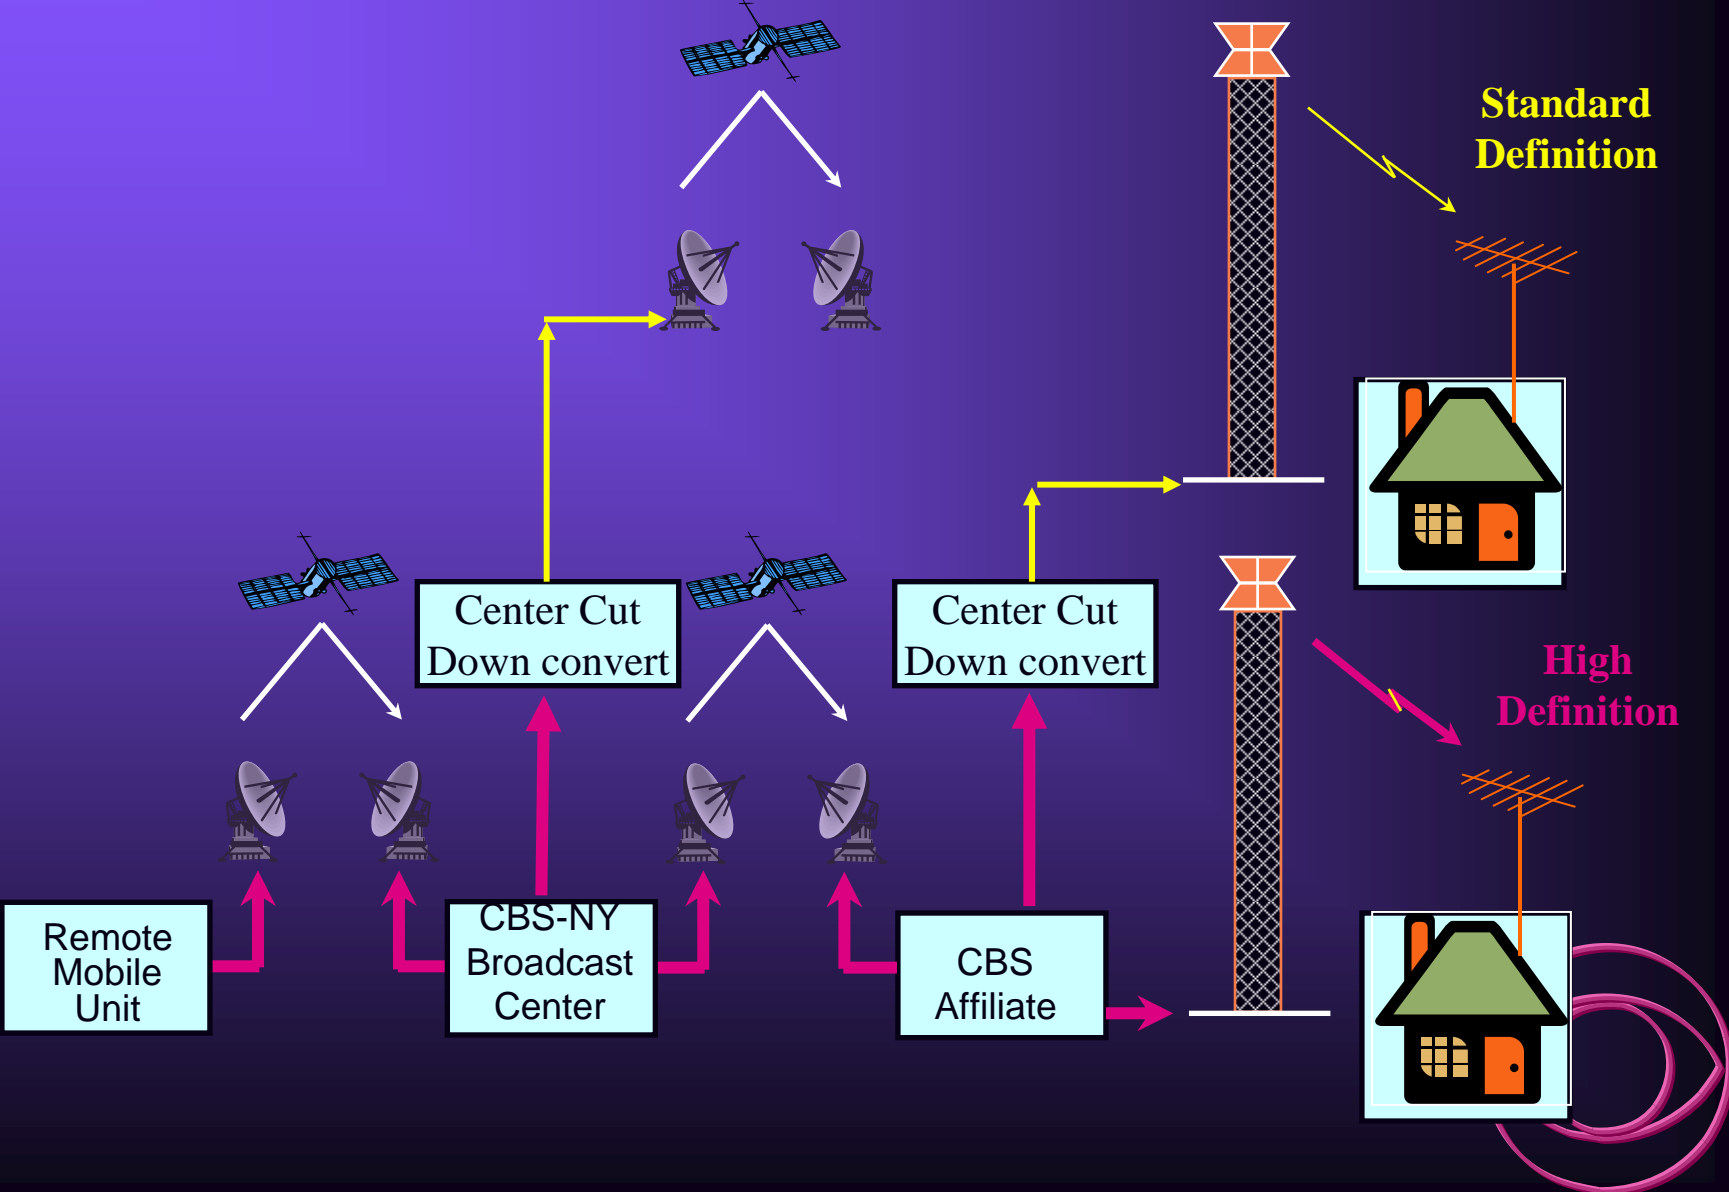 Standard
Definition
Center Cut
Down convert
Center Cut
Down convert
High
Definition
Remote
Mobile
Unit
CBS-NY
Broadcast
Center
CBS
Affiliate